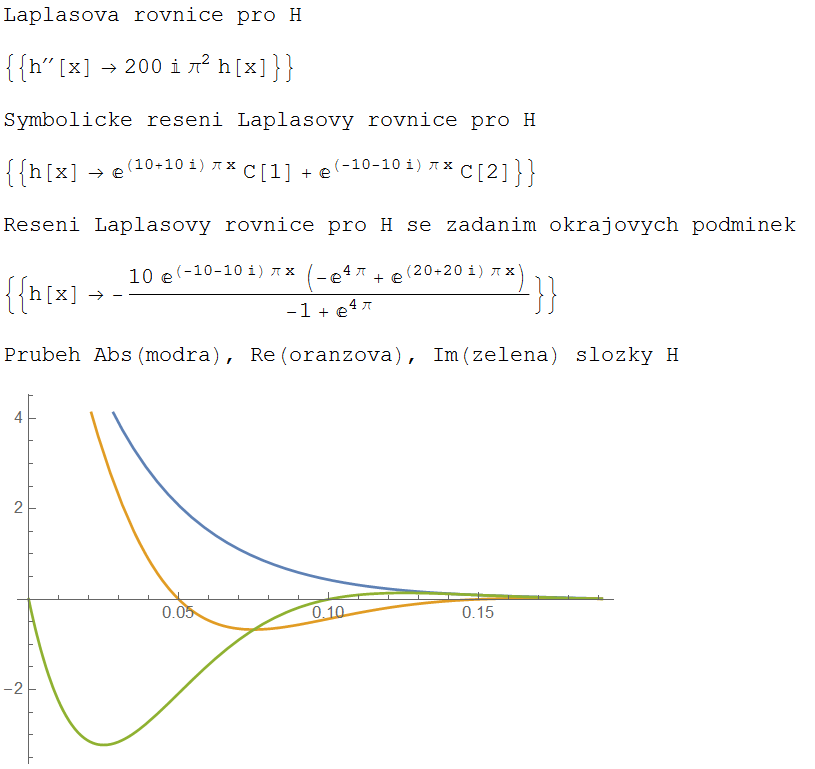 Laplasova rovnice pro H
{{h′′[x] → 200 i π² h[x]}}
Symbolicke reseni Laplasovy rovnice pro H
{{h[x] → e^(10+10 i) π x C[1] + e^(-10-10 i) π x C[2]}}
Reseni Laplasovy rovnice pro H se zadanim okrajovych podminek
{{h[x] → - 10 e^(-10-10 i) π x (-e^4 π + e^(20+20 i) π x) / -1 + e^4 π}}
Prubeh Abs(modra), Re(oranzova), Im(zelena) slozky H
4
2
0.05 0.10 0.15
-2